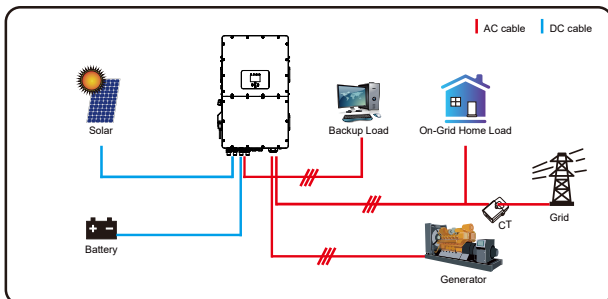 AC cable
DC cable
Solar
Backup Load
On-Grid Home Load
CT
Grid
Battery
Generator